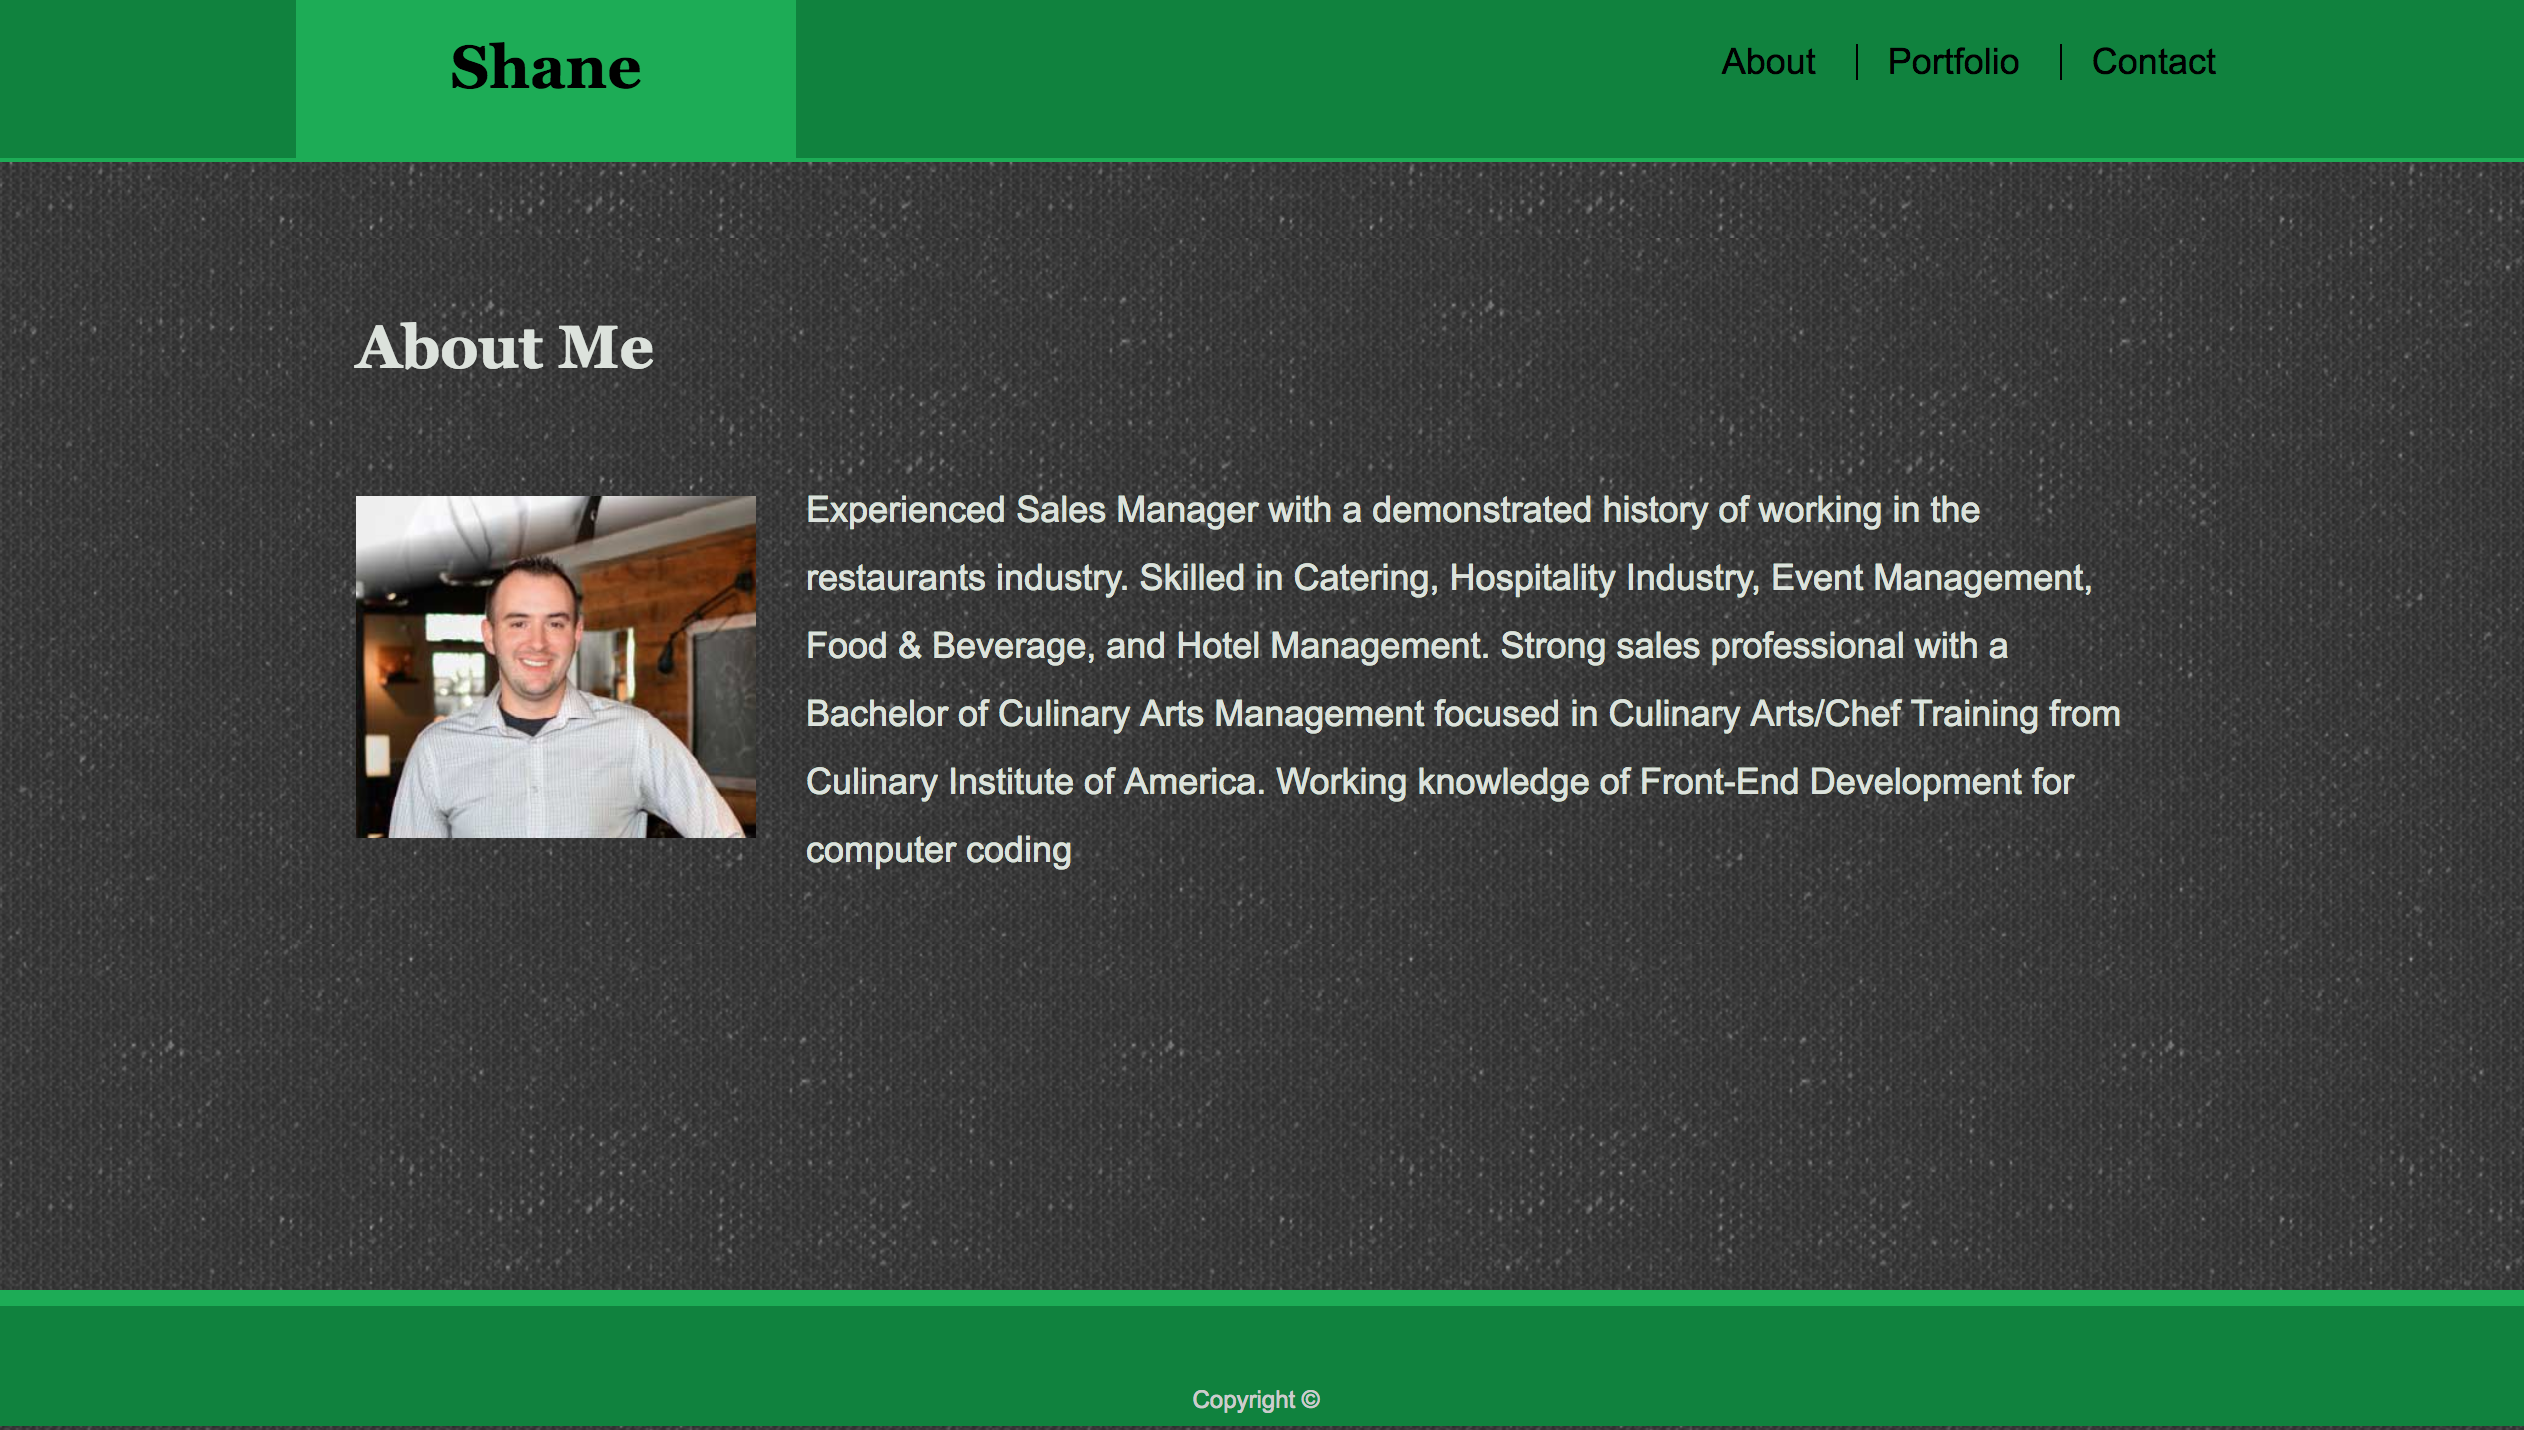 Shane
About
Portfolio
Contact
About Me
Experienced Sales Manager with a demonstrated history of working in the
restaurants industry. Skilled in Catering, Hospitality Industry, Event Management,
Food & Beverage, and Hotel Management. Strong sales professional with a
Bachelor of Culinary Arts Management focused in Culinary Arts/Chef Training from
Culinary Institute of America. Working knowledge of Front-End Development for
computer coding
Copyright ©